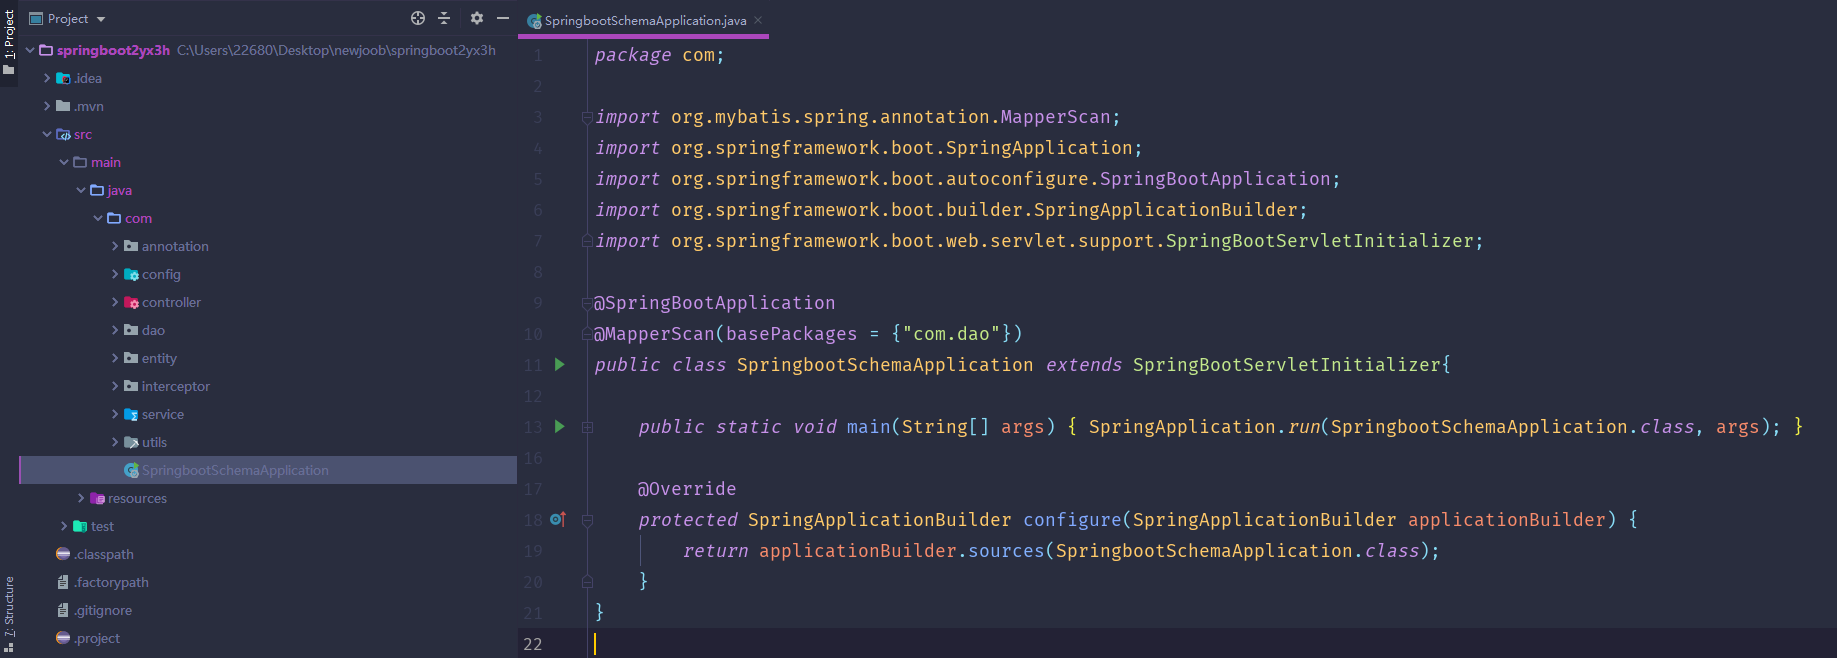 1: Project
7: Structure
Project
springboot2yx3h C:\Users\22680\Desktop\newjoob\springboot2yx3h
.idea
.mvn
src
main
java
com
annotation
config
controller
dao
entity
interceptor
service
utils
SpringbootSchemaApplication
resources
test
.classpath
.factorypath
.gitignore
.project
SpringbootSchemaApplication.java
1 package com;
2
3 import org.mybatis.spring.annotation.MapperScan;
4 import org.springframework.boot.SpringApplication;
5 import org.springframework.boot.autoconfigure.SpringBootApplication;
6 import org.springframework.boot.builder.SpringApplicationBuilder;
7 import org.springframework.boot.web.servlet.support.SpringBootServletInitializer;
8
9 @SpringBootApplication
10 @MapperScan(basePackages = {"com.dao"})
11 public class SpringbootSchemaApplication extends SpringBootServletInitializer{
12
13 public static void main(String[] args) { SpringApplication.run(SpringbootSchemaApplication.class, args); }
16
17 @Override
18 protected SpringApplicationBuilder configure(SpringApplicationBuilder applicationBuilder) {
19 return applicationBuilder.sources(SpringbootSchemaApplication.class);
20 }
21 }
22